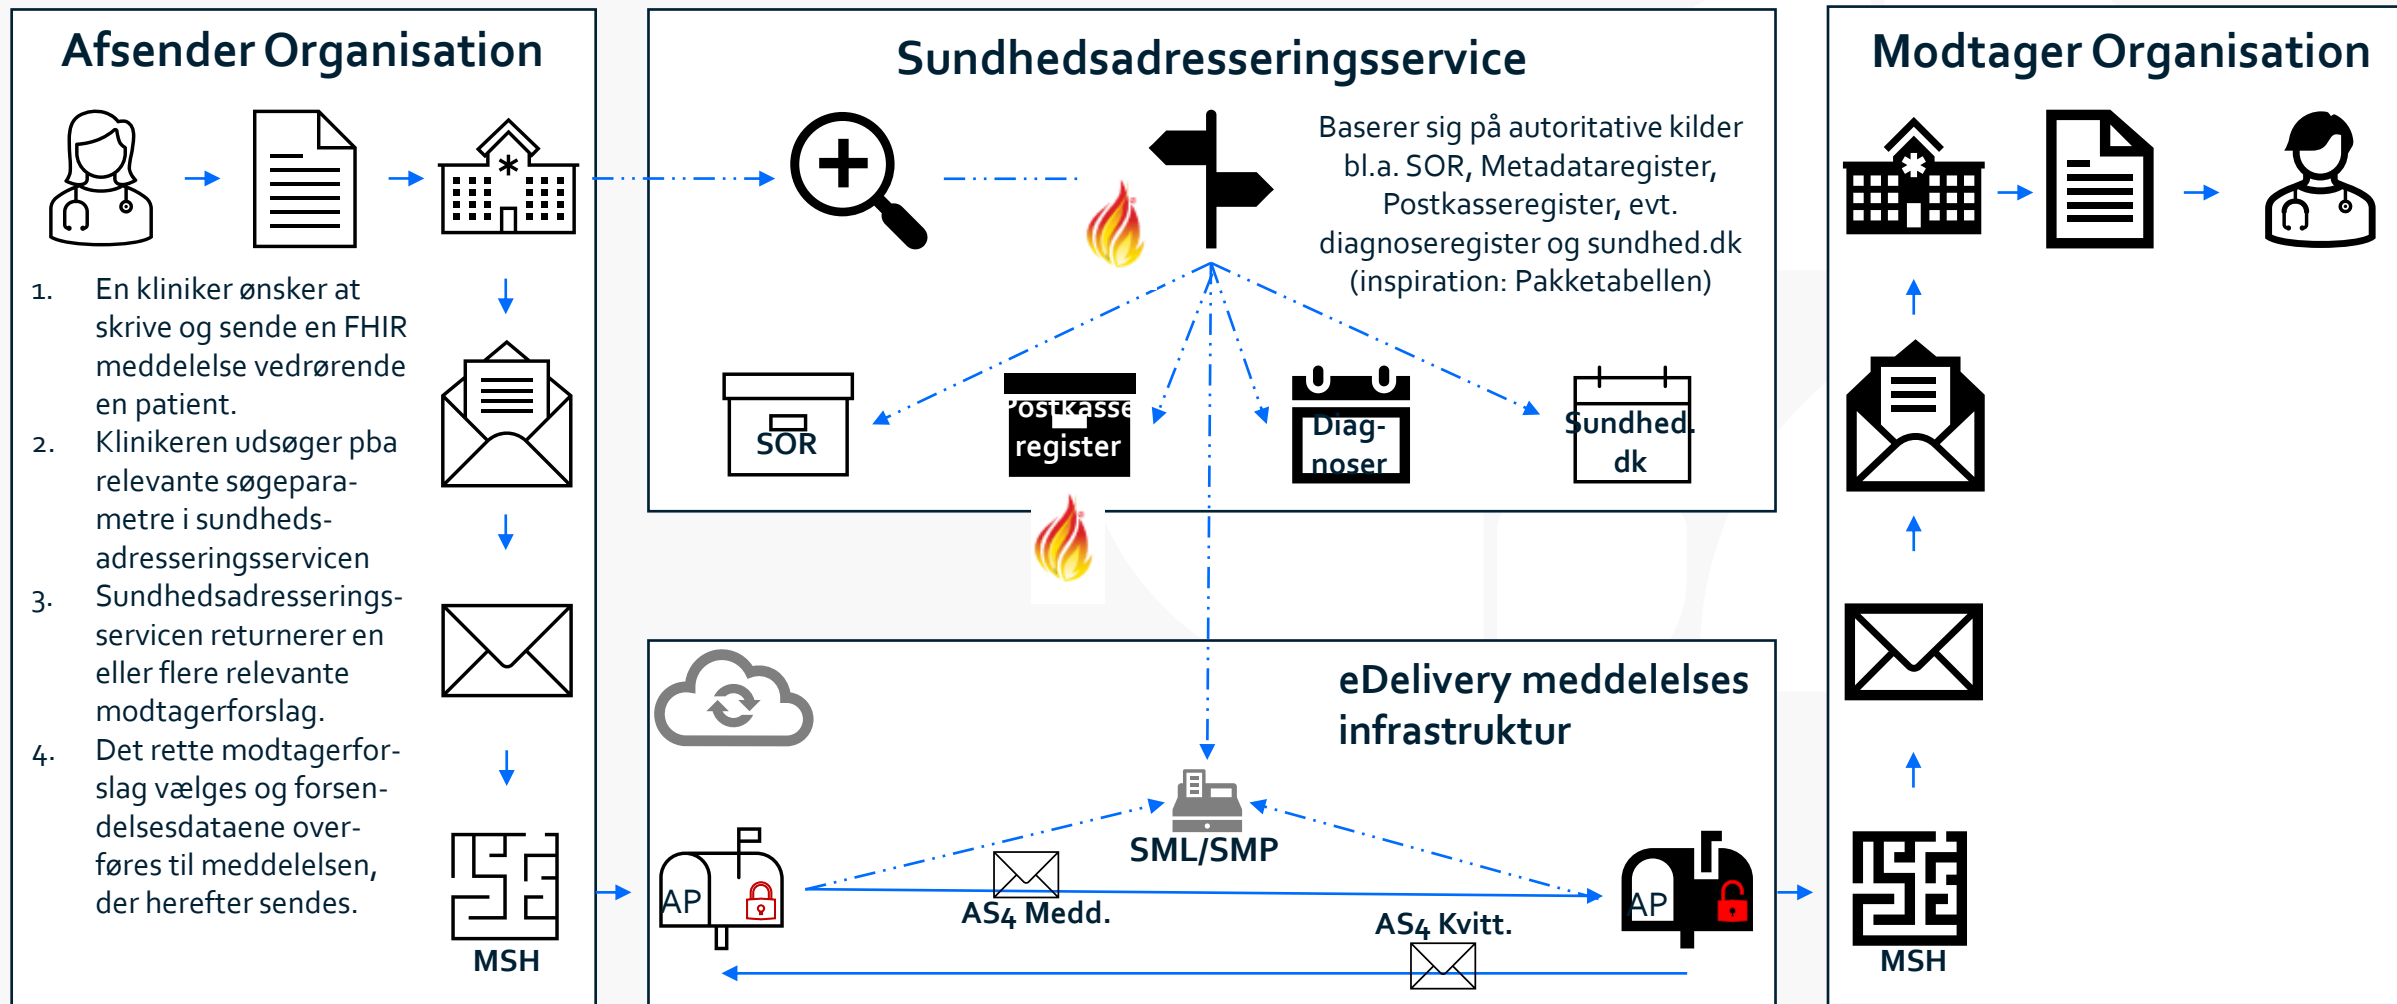 Afsender Organisation
1. En kliniker ønsker at
skrive og sende en FHIR
meddelelse vedrørende
en patient.
2. Klinikeren udsøger pba
relevante søgepara-
metre i sundheds-
adresseringsservicen
3. Sundhedsadresserings-
servicen returnerer en
eller flere relevante
modtagerforslag.
4. Det rette modtagerfor-
slag vælges og forsen-
delsesdataene over-
føres til meddelelsen,
der herefter sendes.
MSH
Sundhedsadresseringsservice
Baserer sig på autoritative kilder
bl.a. SOR, Metadataregister,
Postkasseregister, evt.
diagnoseregister og sundhed.dk
(inspiration: Pakketabellen)
SOR
Postkasse
register
Diag-
noser
Sundhed.
dk
eDelivery meddelelses
infrastruktur
SML/SMP
AP
AS4 Medd.
AS4 Kvitt.
AP
Modtager Organisation
MSH